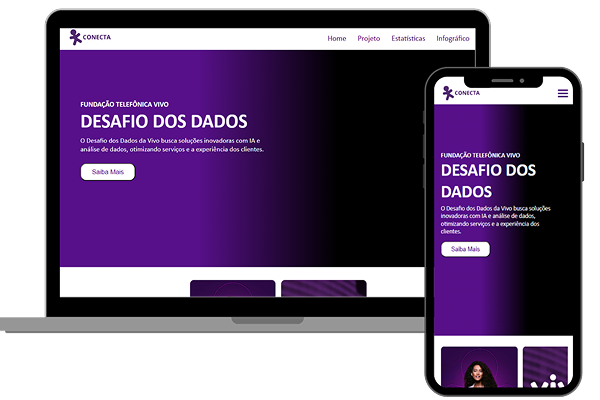 CONECTA
Home Projeto Estatísticas Infográfico
FUNDAÇÃO TELEFÔNICA VIVO
DESAFIO DOS DADOS
O Desafio dos Dados da Vivo busca soluções inovadoras com IA e
análise de dados, otimizando serviços e a experiência dos clientes.
Saiba Mais
CONECTA
FUNDAÇÃO TELEFÔNICA VIVO
DESAFIO DOS
DADOS
O Desafio dos Dados da Vivo busca soluções
inovadoras com IA e análise de dados,
otimizando serviços e a experiência dos
clientes.
Saiba Mais